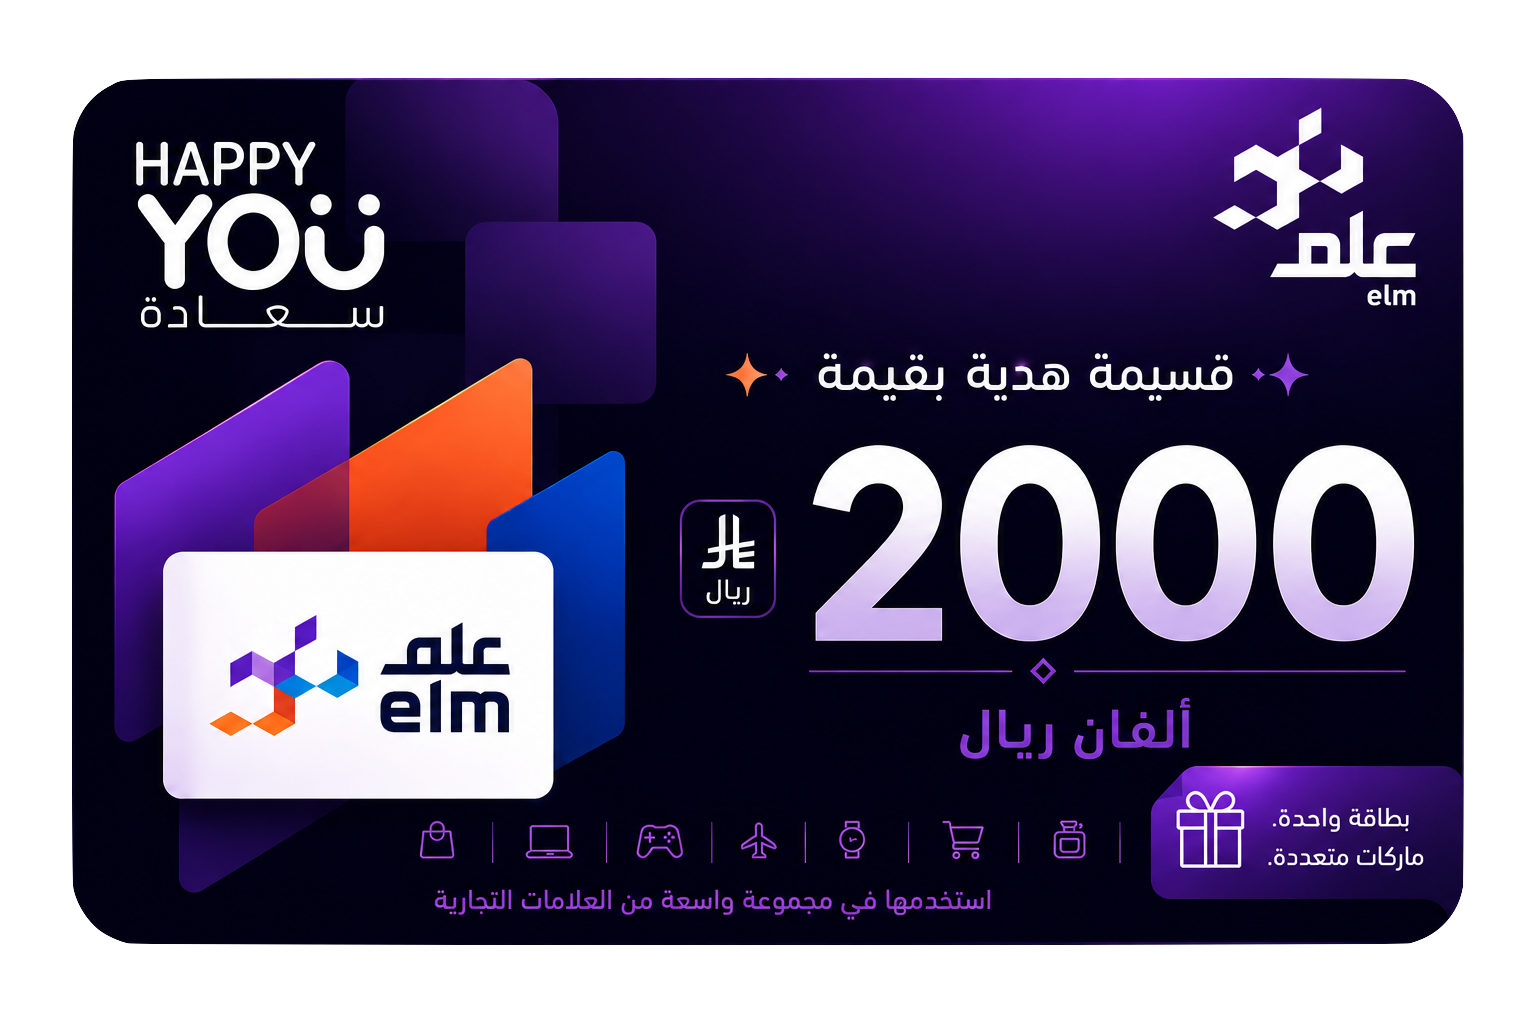 HAPPY
YOU
سعادة
علم
elm
قسيمة هدية بقيمة
2000
ريال
ألفان ريال
علم
elm
بطاقة واحدة.
ماركات متعددة.
استخدمها في مجموعة واسعة من العلامات التجارية